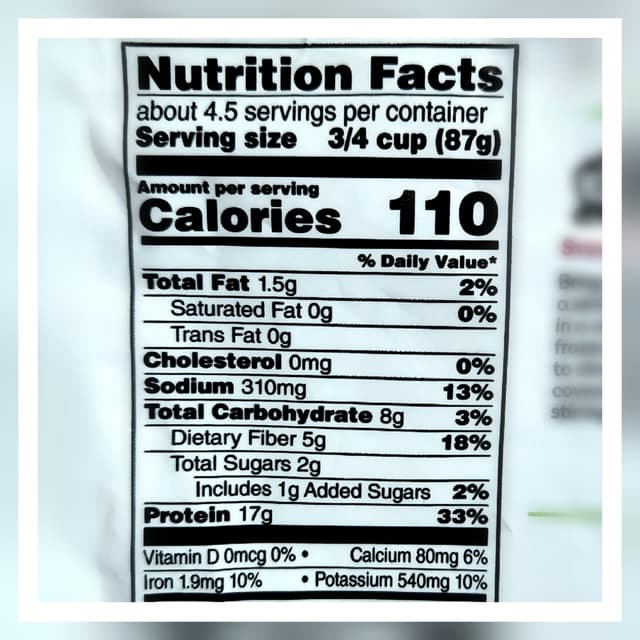 Nutrition Facts
about 4.5 servings per container
Serving size 3/4 cup (87g)
Amount per serving
Calories 110
% Daily Value*
Total Fat 1.5g 2%
Saturated Fat 0g 0%
Trans Fat 0g
Cholesterol 0mg 0%
Sodium 310mg 13%
Total Carbohydrate 8g 3%
Dietary Fiber 5g 18%
Total Sugars 2g
Includes 1g Added Sugars 2%
Protein 17g 33%
Vitamin D 0mcg 0% • Calcium 80mg 6%
Iron 1.9mg 10% • Potassium 540mg 10%